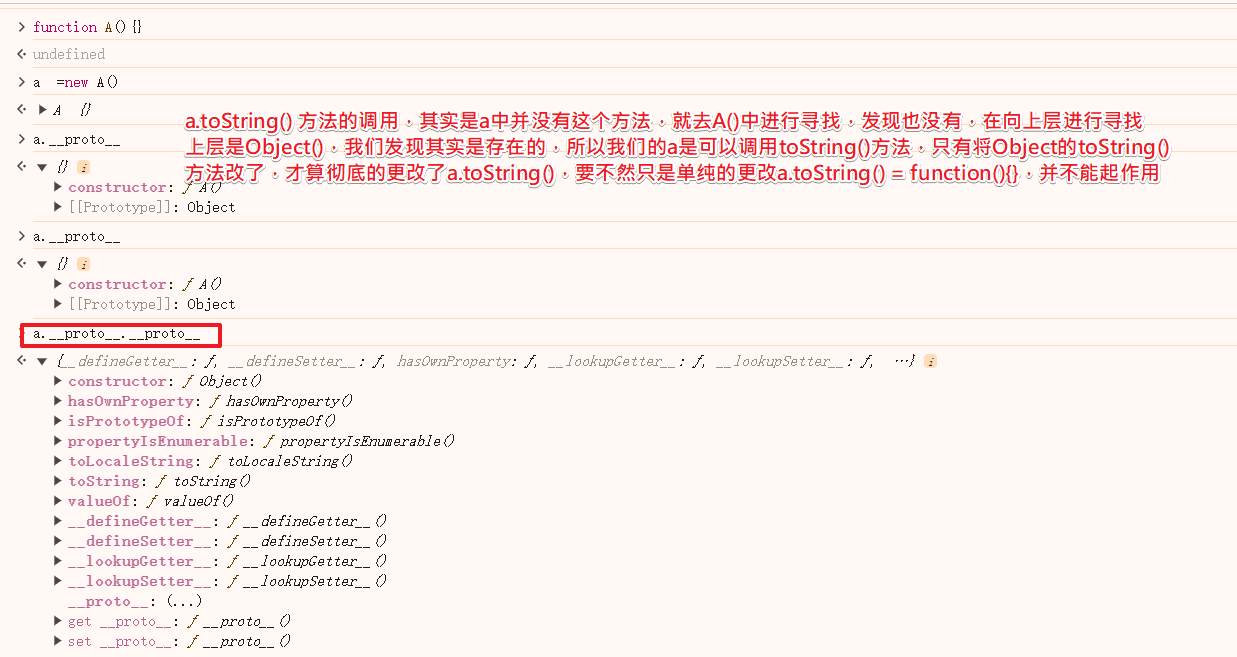 function A(){}
undefined
a  =new A()
A  {}
a.toString() 方法的调用，其实是a中并没有这个方法，就去A()中进行寻找，发现也没有，在向上层进行寻找
上层是Object()，我们发现其实是存在的，所以我们的a是可以调用toString()方法，只有将Object的toString()
方法改了，才算彻底的更改了a.toString()，要不然只是单纯的更改a.toString() = function(){}，并不能起作用
a.__proto__
{} i
constructor: ƒ A()
[[Prototype]]: Object
a.__proto__
{} i
constructor: ƒ A()
[[Prototype]]: Object
a.__proto__.__proto__
{__defineGetter__: ƒ, __defineSetter__: ƒ, hasOwnProperty: ƒ, __lookupGetter__: ƒ, __lookupSetter__: ƒ, …} i
constructor: ƒ Object()
hasOwnProperty: ƒ hasOwnProperty()
isPrototypeOf: ƒ isPrototypeOf()
propertyIsEnumerable: ƒ propertyIsEnumerable()
toLocaleString: ƒ toLocaleString()
toString: ƒ toString()
valueOf: ƒ valueOf()
__defineGetter__: ƒ __defineGetter__()
__defineSetter__: ƒ __defineSetter__()
__lookupGetter__: ƒ __lookupGetter__()
__lookupSetter__: ƒ __lookupSetter__()
__proto__: (...)
get __proto__: ƒ __proto__()
set __proto__: ƒ __proto__()